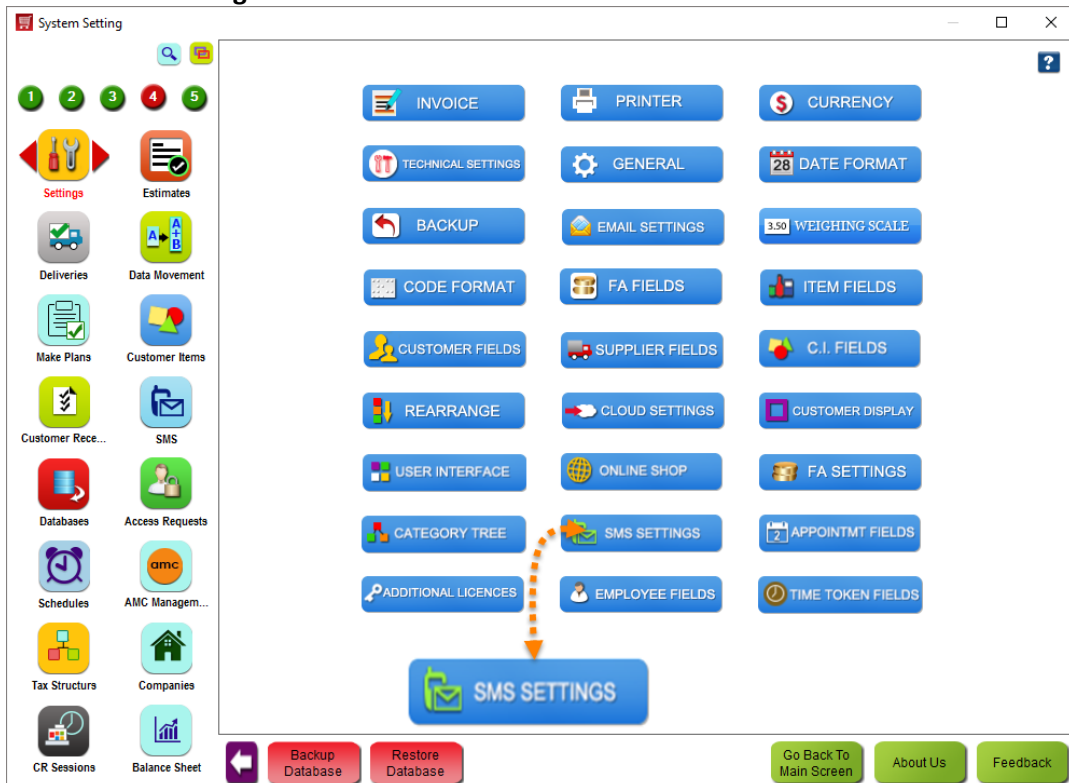 System Setting
?
1 2 3 4 5
Settings Estimates
Deliveries Data Movement
Make Plans Customer Items
Customer Rece... SMS
Databases Access Requests
Schedules AMC Managem...
amc
Tax Structure Companies
CR Sessions Balance Sheet
A A+B
INVOICE PRINTER $ CURRENCY
TECHNICAL SETTINGS GENERAL 28 DATE FORMAT
BACKUP EMAIL SETTINGS 3.50 WEIGHING SCALE
CODE FORMAT FA FIELDS ITEM FIELDS
CUSTOMER FIELDS SUPPLIER FIELDS C.I. FIELDS
REARRANGE CLOUD SETTINGS CUSTOMER DISPLAY
USER INTERFACE ONLINE SHOP FA SETTINGS
CATEGORY TREE SMS SETTINGS 2 APPOINTMT FIELDS
ADDITIONAL LICENCES EMPLOYEE FIELDS TIME TOKEN FIELDS
SMS SETTINGS
Backup Database Restore Database Go Back To Main Screen About Us Feedback